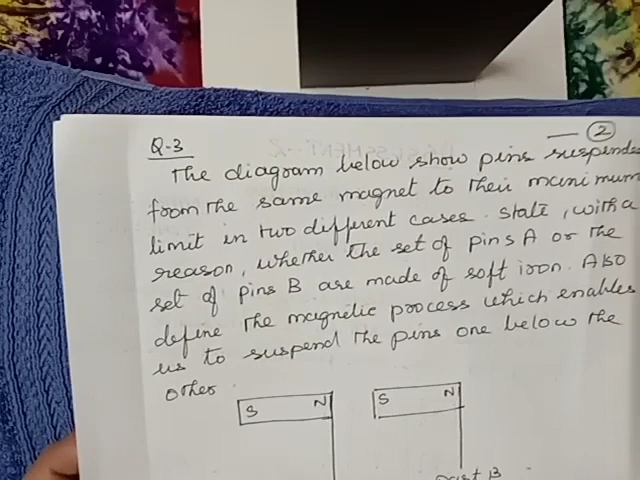 Q-3
2
The diagram below show pins suspended
from the same magnet to their maximum
limit in two different cases. State, with a
reason, whether the set of pins A or the
set of pins B are made of soft iron. Also
define the magnetic process which enables
us to suspend the pins one below the
other
S N
S N
B